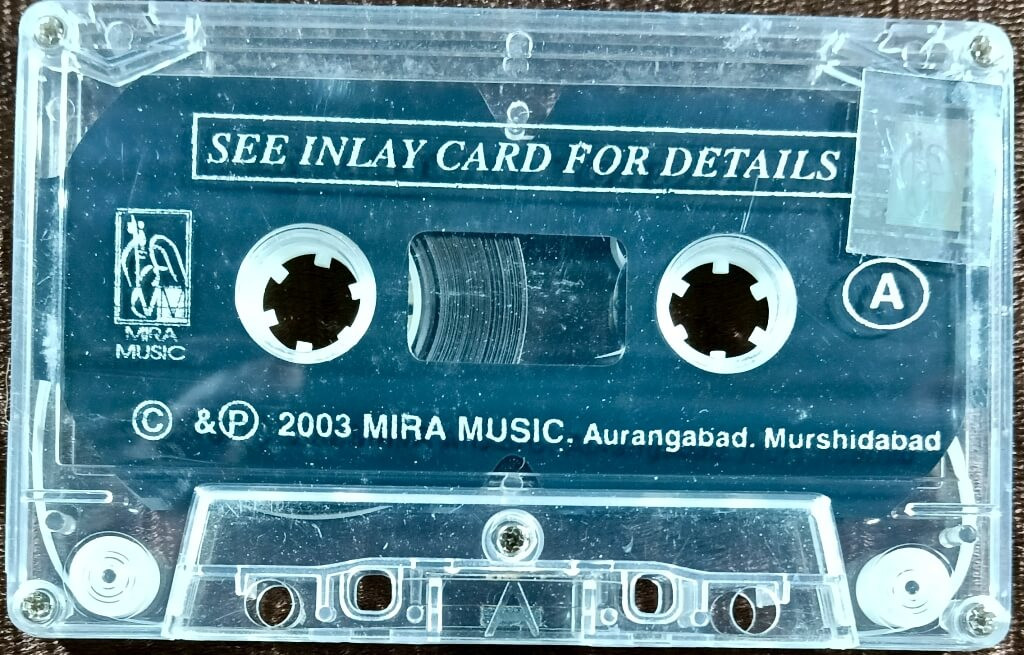 SEE INLAY CARD FOR DETAILS
MIRA
MUSIC
A
© & ℗ 2003 MIRA MUSIC. Aurangabad. Murshidabad
A